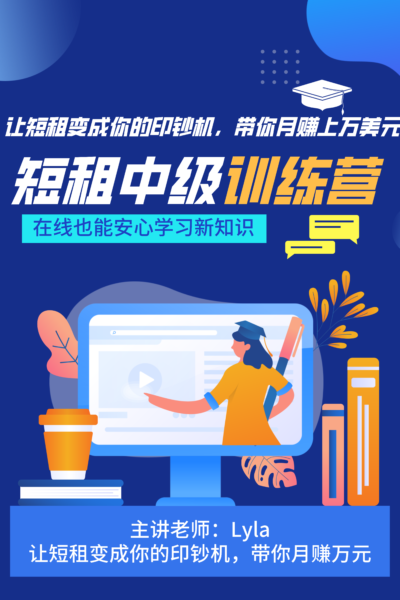 让短租变成你的印钞机，带你月赚上万美元
短租中级训练营
在线也能安心学习新知识
主讲老师：Lyla
让短租变成你的印钞机，带你月赚万元